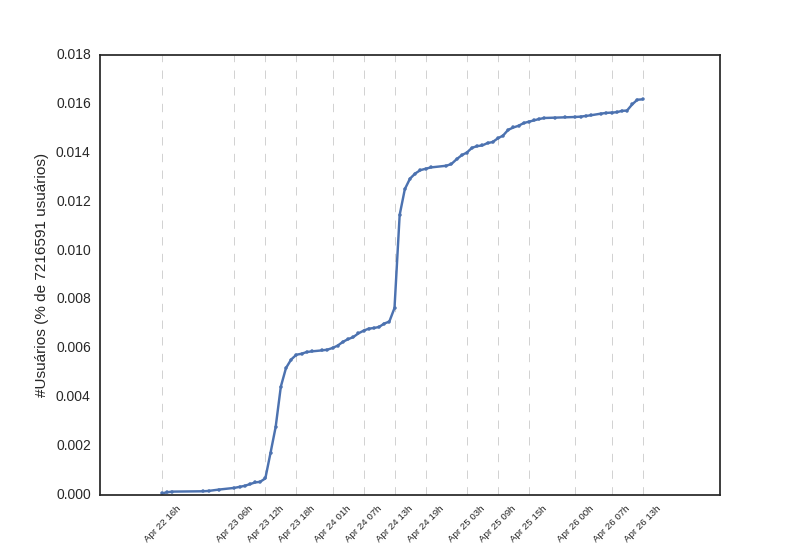 0.018
0.016
0.014
0.012
0.010
0.008
0.006
0.004
0.002
0.000
#Usuários (% de 7216591 usuários)
Apr 22 16h
Apr 23 06h
Apr 23 12h
Apr 23 18h
Apr 24 01h
Apr 24 07h
Apr 24 13h
Apr 24 19h
Apr 25 03h
Apr 25 09h
Apr 25 15h
Apr 26 00h
Apr 26 07h
Apr 26 13h